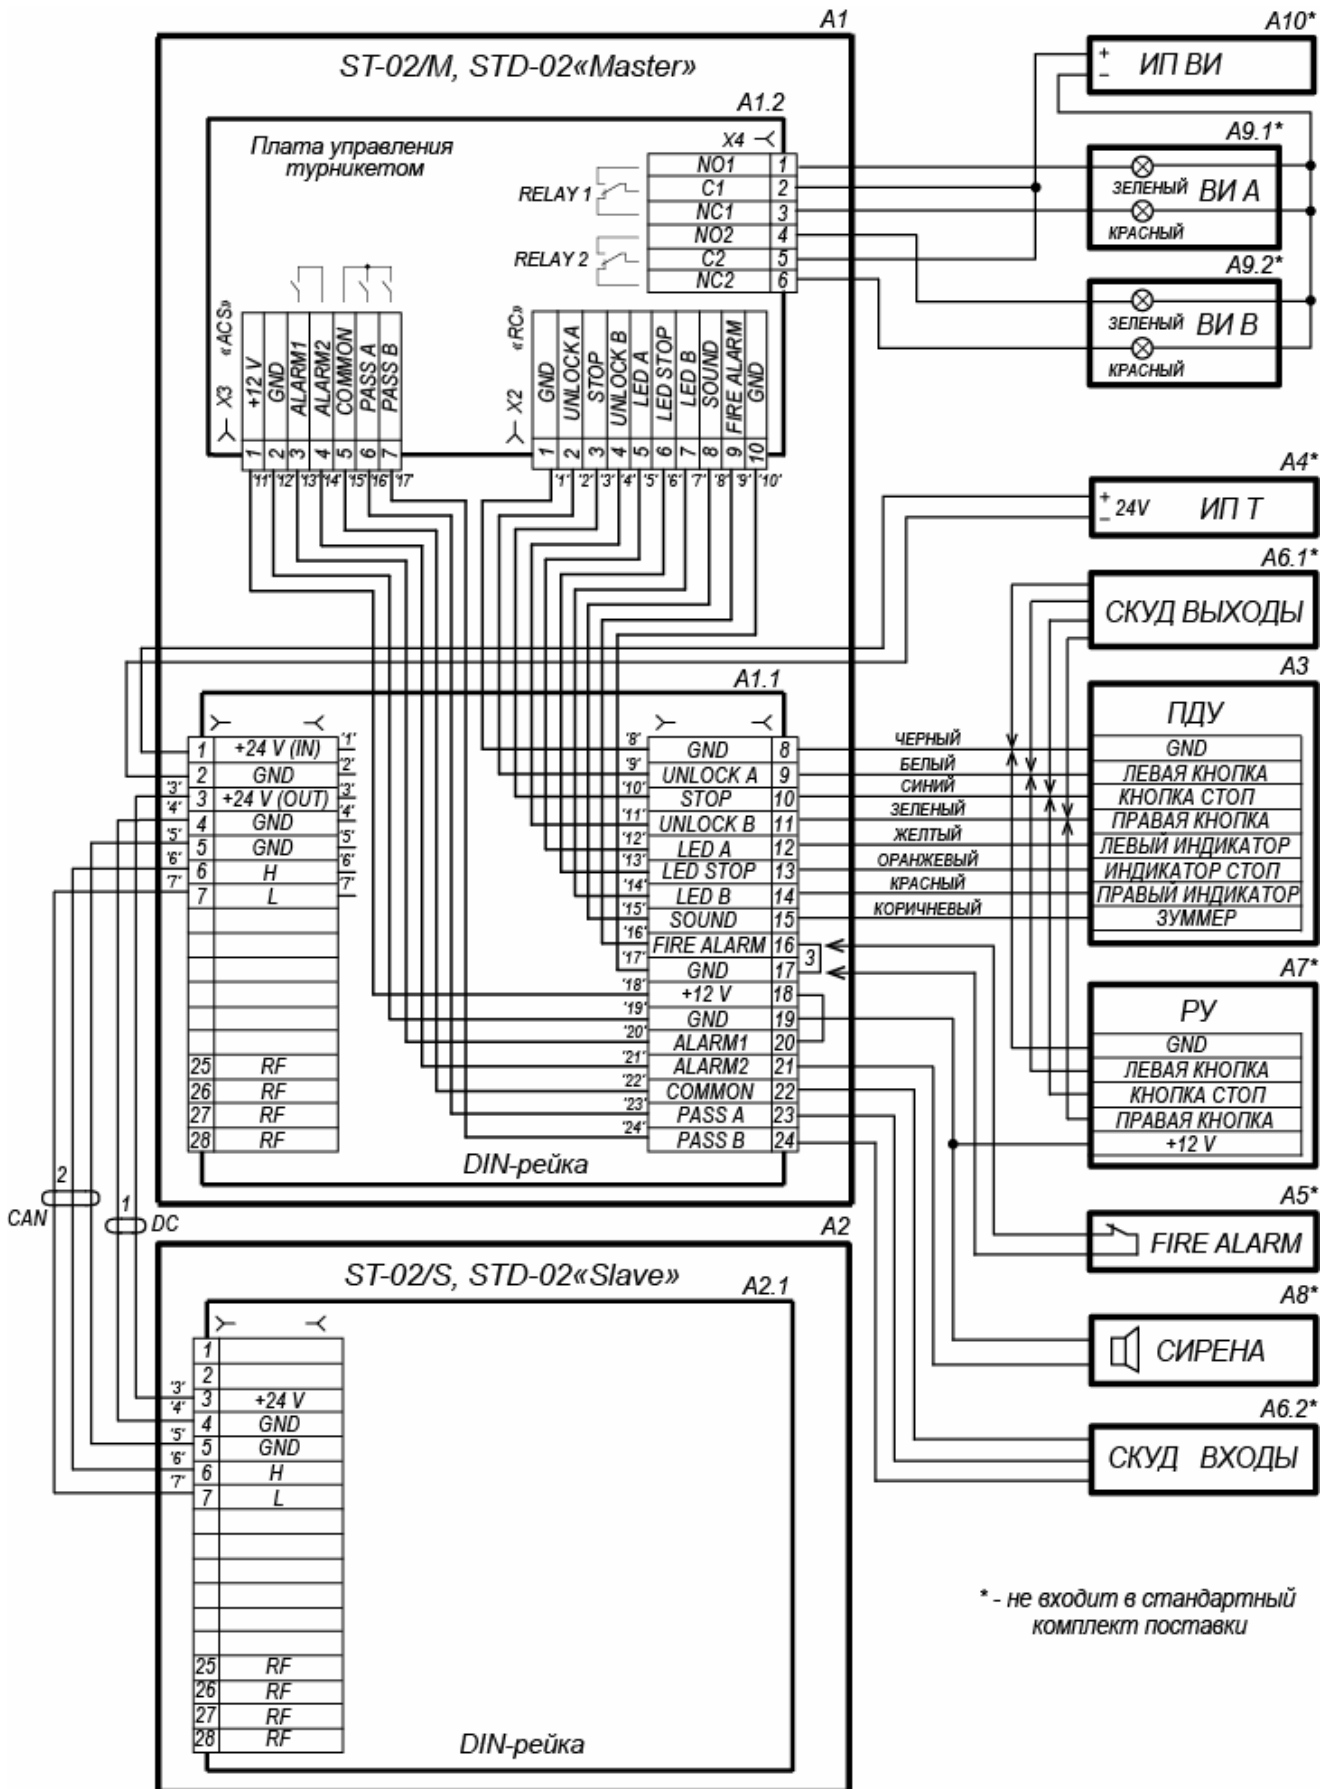 A1
ST-02/M, STD-02«Master»
A1.2
Плата управления
турникетом
X4
RELAY 1
RELAY 2
NO1 1
C1 2
NC1 3
NO2 4
C2 5
NC2 6
A10*
+
− ИП ВИ
A9.1*
ЗЕЛЕНЫЙ ВИ А
КРАСНЫЙ
A9.2*
ЗЕЛЕНЫЙ ВИ В
КРАСНЫЙ
X3 «ACS»
+12 V 1
GND 2
ALARM1 3
ALARM2 4
COMMON 5
PASS A 6
PASS B 7
'11' '12' '13' '14' '15' '16' '17'
X2 «RC»
GND 1
UNLOCK A 2
STOP 3
UNLOCK B 4
LED A 5
LED STOP 6
LED B 7
SOUND 8
FIRE ALARM 9
GND 10
'1' '2' '3' '4' '5' '6' '7' '8' '9' '10'
A4*
+
− 24V ИП Т
A6.1*
СКУД ВЫХОДЫ
A1.1
1 +24 V (IN) '1'
2 GND '2'
'3' 3 +24 V (OUT) '3'
'4' 4 GND '4'
'5' 5 GND '5'
'6' 6 H '6'
'7' 7 L '7'
25 RF
26 RF
27 RF
28 RF
'8' GND 8
'9' UNLOCK A 9
'10' STOP 10
'11' UNLOCK B 11
'12' LED A 12
'13' LED STOP 13
'14' LED B 14
'15' SOUND 15
'16' FIRE ALARM 16
'17' GND 17
3
'18' +12 V 18
'19' GND 19
'20' ALARM1 20
'21' ALARM2 21
'22' COMMON 22
'23' PASS A 23
'24' PASS B 24
DIN-рейка
ЧЕРНЫЙ
БЕЛЫЙ
СИНИЙ
ЗЕЛЕНЫЙ
ЖЕЛТЫЙ
ОРАНЖЕВЫЙ
КРАСНЫЙ
КОРИЧНЕВЫЙ
A3
ПДУ
GND
ЛЕВАЯ КНОПКА
КНОПКА СТОП
ПРАВАЯ КНОПКА
ЛЕВЫЙ ИНДИКАТОР
ИНДИКАТОР СТОП
ПРАВЫЙ ИНДИКАТОР
ЗУММЕР
A7*
РУ
GND
ЛЕВАЯ КНОПКА
КНОПКА СТОП
ПРАВАЯ КНОПКА
+12 V
A5*
FIRE ALARM
A8*
СИРЕНА
A6.2*
СКУД ВХОДЫ
2
CAN
1
DC
A2
ST-02/S, STD-02«Slave»
A2.1
1
2
'3' 3 +24 V
'4' 4 GND
'5' 5 GND
'6' 6 H
'7' 7 L
25 RF
26 RF
27 RF
28 RF
DIN-рейка
* - не входит в стандартный
комплект поставки